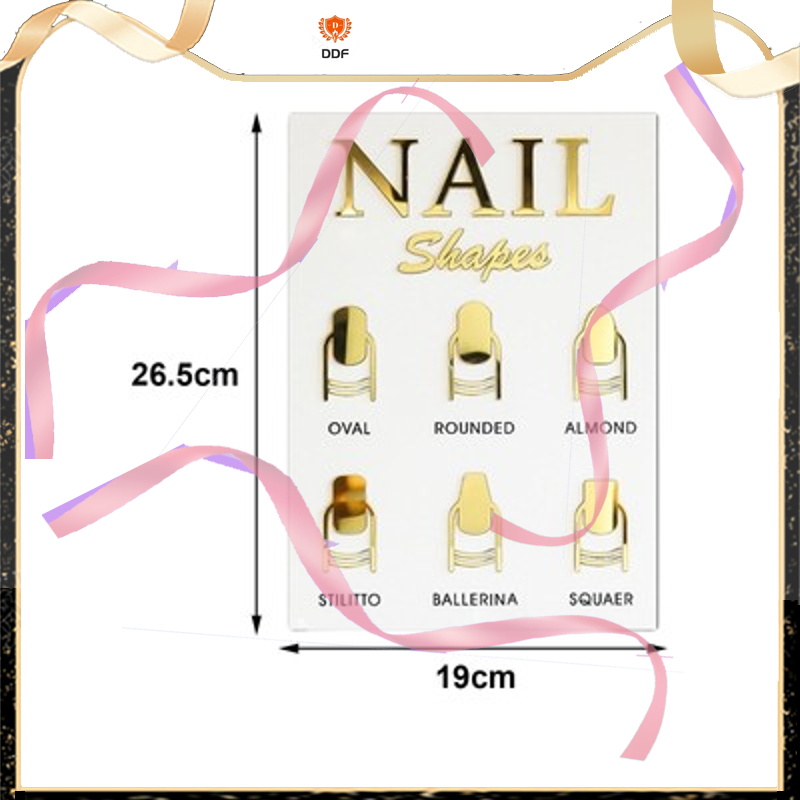 DDF
NAIL
Shapes
26.5cm
OVAL ROUNDED ALMOND
STILITTO BALLERINA SQUAER
19cm